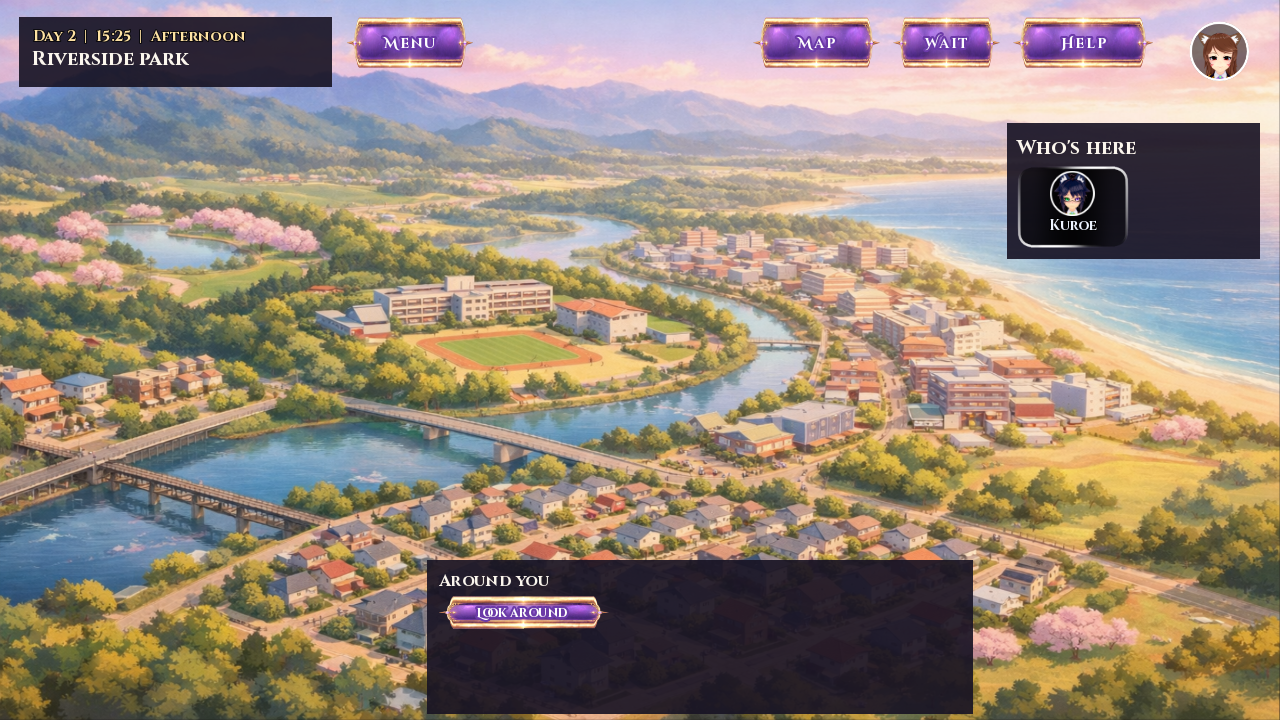 Day 2 | 15:25 | Afternoon
Riverside park
Menu
Map
Wait
Help
Who's here
Kuroe
Around you
Look around